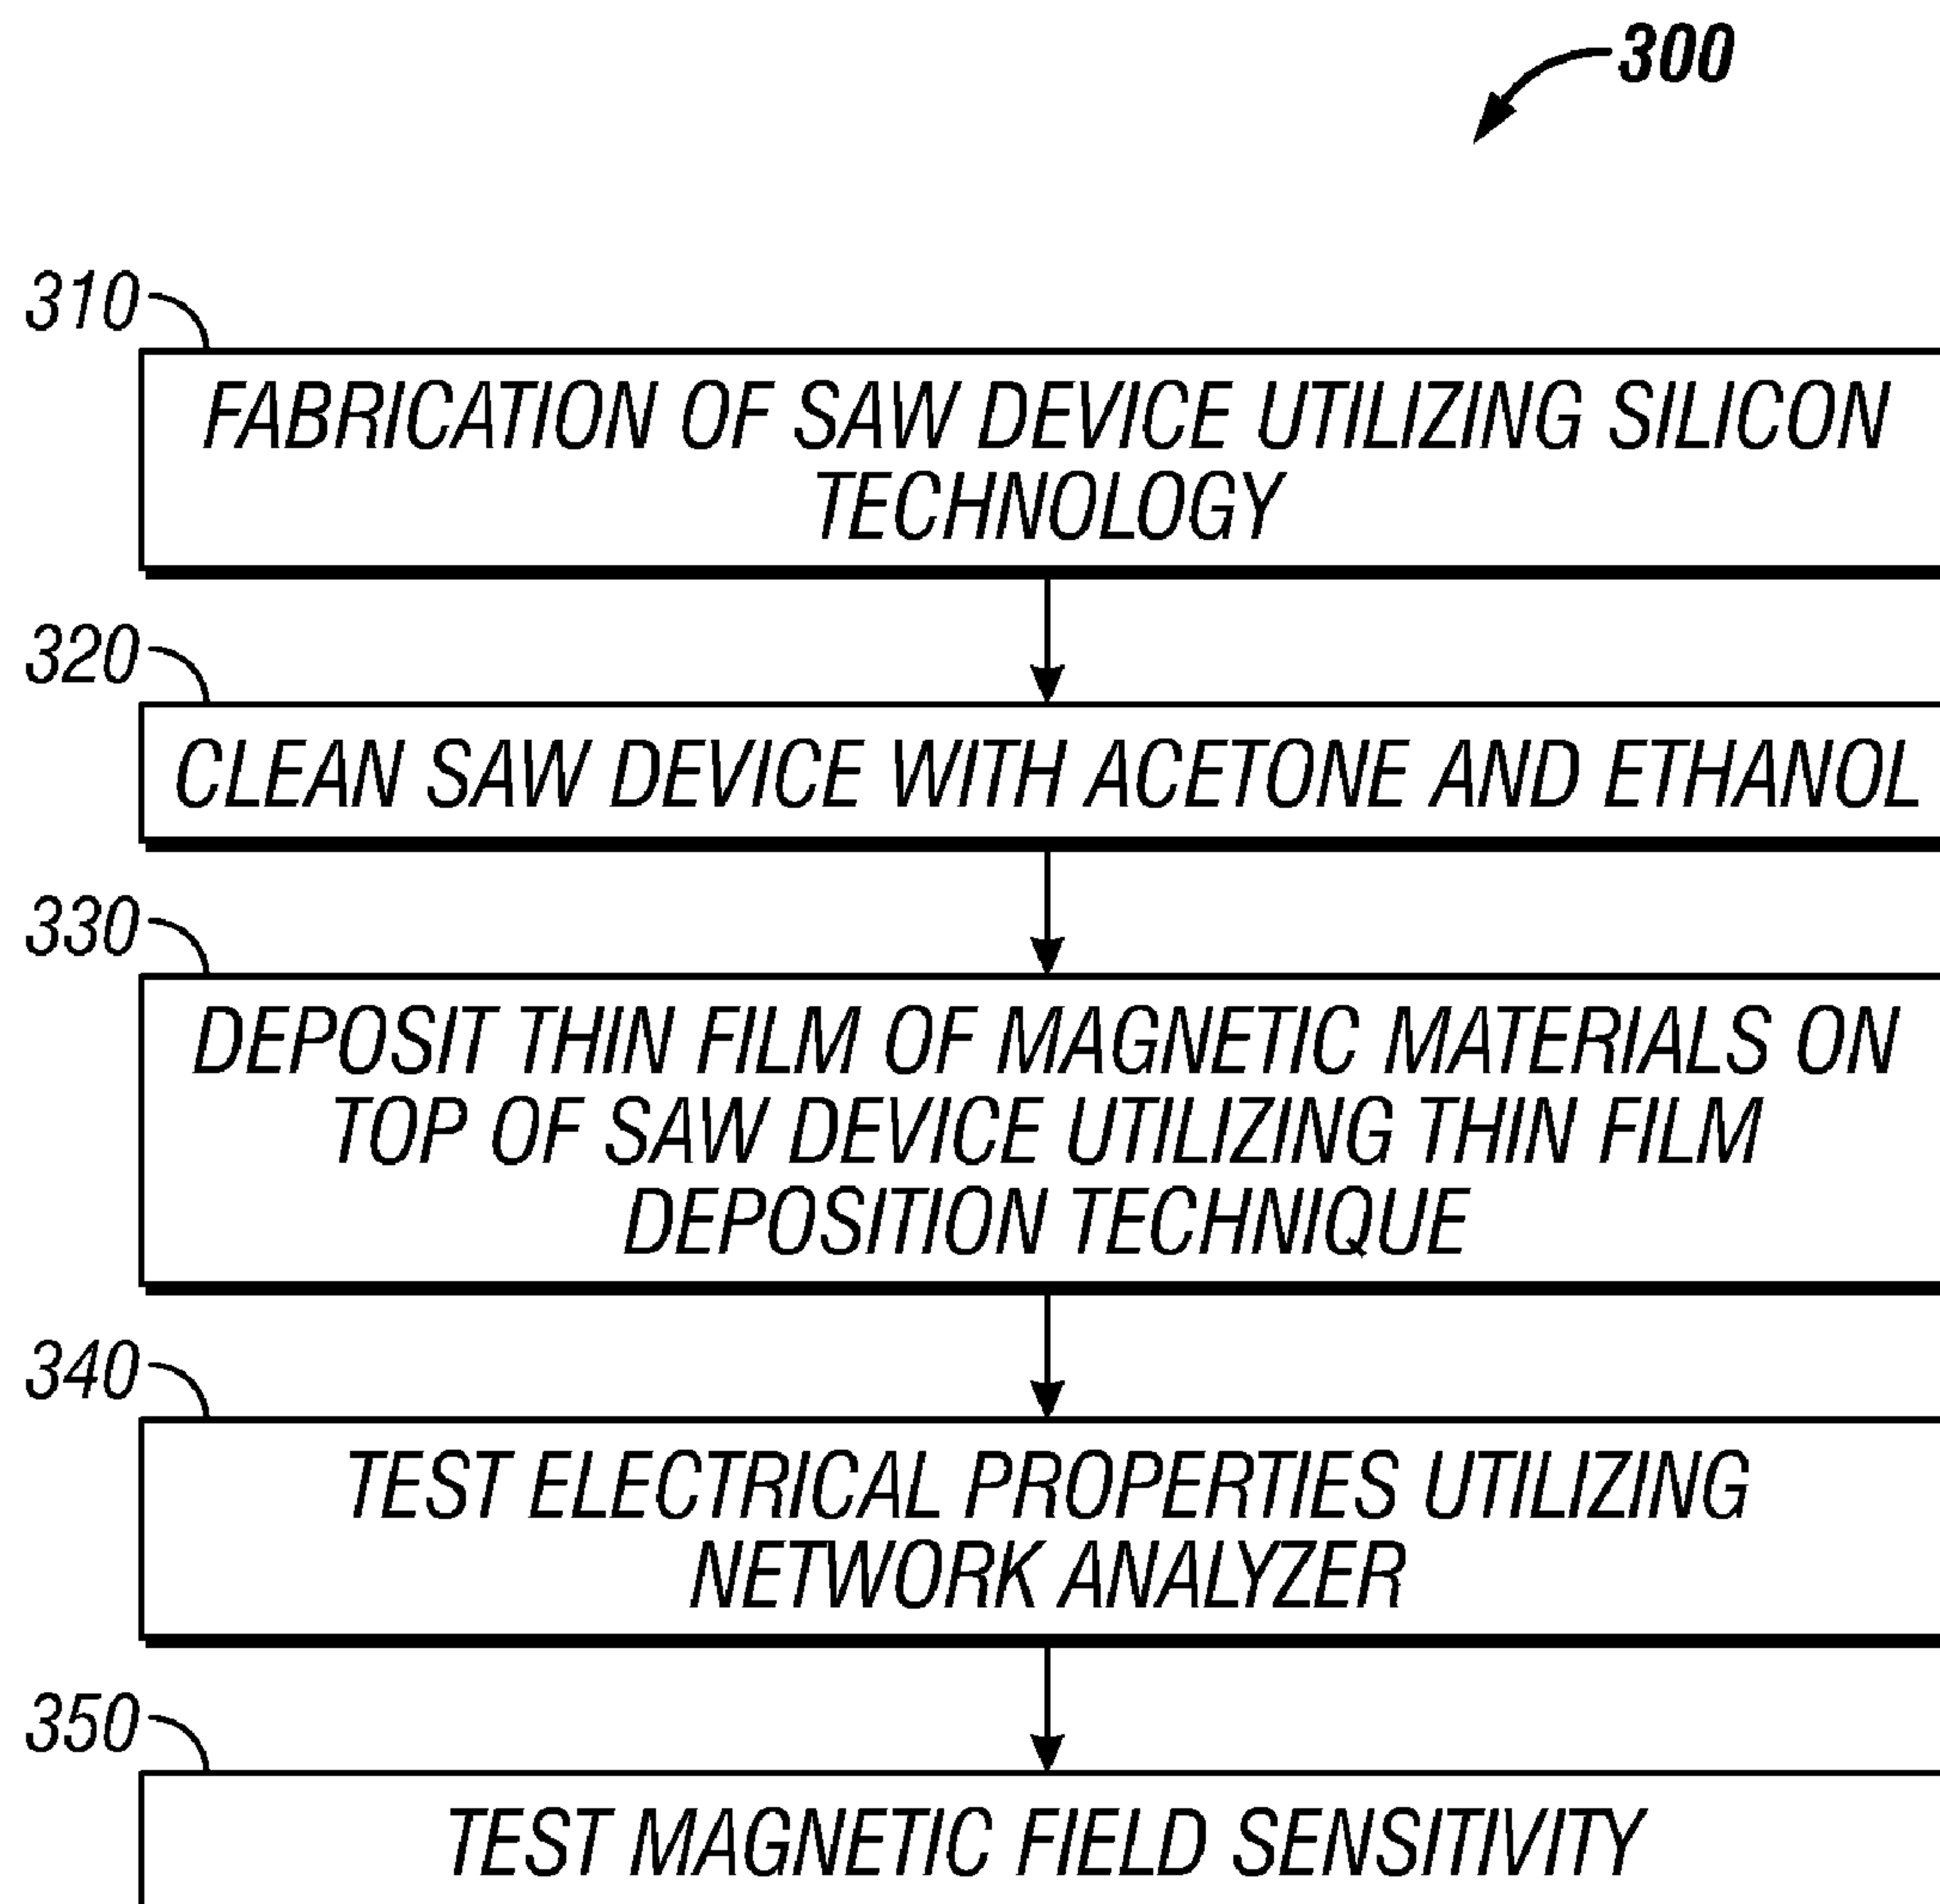 300
310
FABRICATION OF SAW DEVICE UTILIZING SILICON
TECHNOLOGY
320
CLEAN SAW DEVICE WITH ACETONE AND ETHANOL
330
DEPOSIT THIN FILM OF MAGNETIC MATERIALS ON
TOP OF SAW DEVICE UTILIZING THIN FILM
DEPOSITION TECHNIQUE
340
TEST ELECTRICAL PROPERTIES UTILIZING
NETWORK ANALYZER
350
TEST MAGNETIC FIELD SENSITIVITY